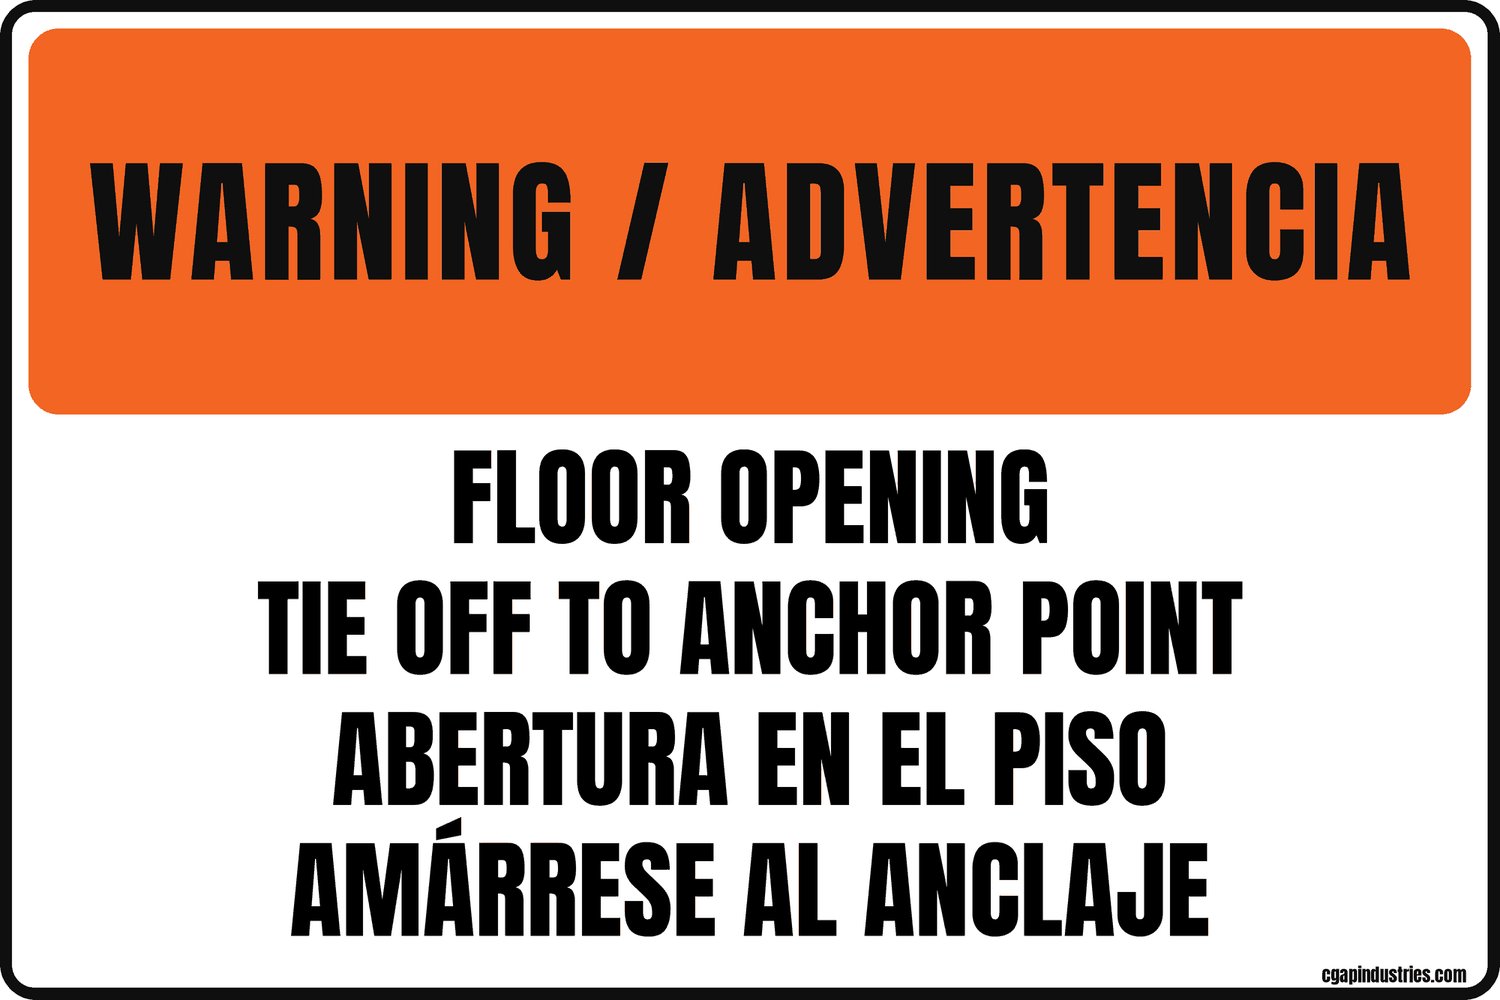 WARNING / ADVERTENCIA
FLOOR OPENING
TIE OFF TO ANCHOR POINT
ABERTURA EN EL PISO
AMÁRRESE AL ANCLAJE
cgapindustries.com